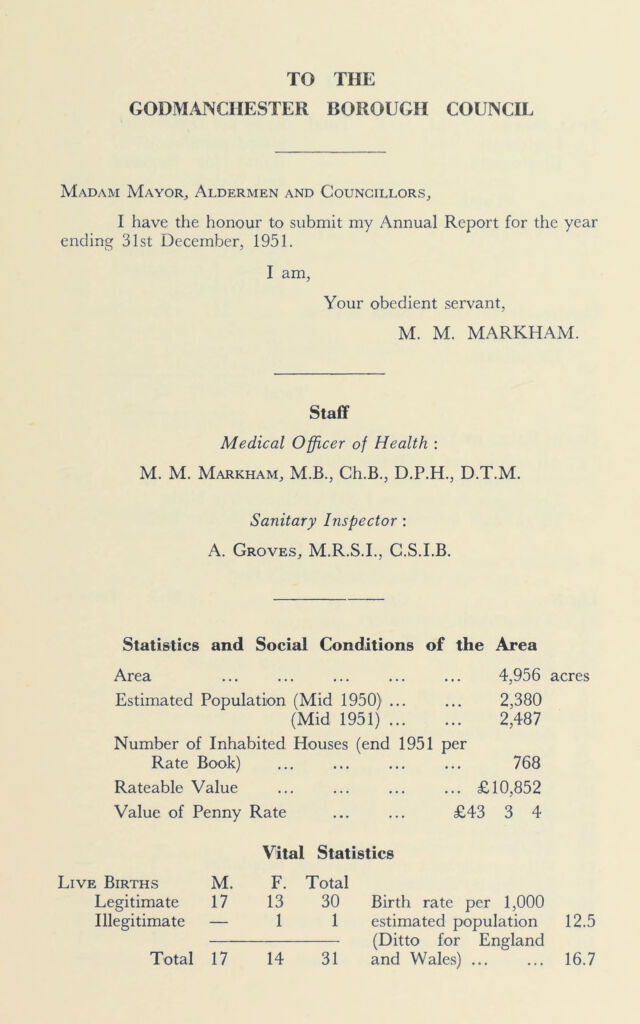 TO THE
GODMANCHESTER BOROUGH COUNCIL
MADAM MAYOR, ALDERMEN AND COUNCILLORS,
I have the honour to submit my Annual Report for the year
ending 31st December, 1951.
I am,
Your obedient servant,
M. M. MARKHAM.
Staff
Medical Officer of Health :
M. M. MARKHAM, M.B., Ch.B., D.P.H., D.T.M.
Sanitary Inspector :
A. GROVES, M.R.S.I., C.S.I.B.
Statistics and Social Conditions of the Area
Area ... ... ... ... ... 4,956 acres
Estimated Population (Mid 1950) ... ... 2,380
(Mid 1951) ... ... 2,487
Number of Inhabited Houses (end 1951 per
Rate Book) ... ... ... ... 768
Rateable Value ... ... ... ... £10,852
Value of Penny Rate ... ... £43 3 4
Vital Statistics
LIVE BIRTHS M. F. Total
Legitimate 17 13 30 Birth rate per 1,000
Illegitimate — 1 1 estimated population 12.5
(Ditto for England
Total 17 14 31 and Wales) ... ... 16.7